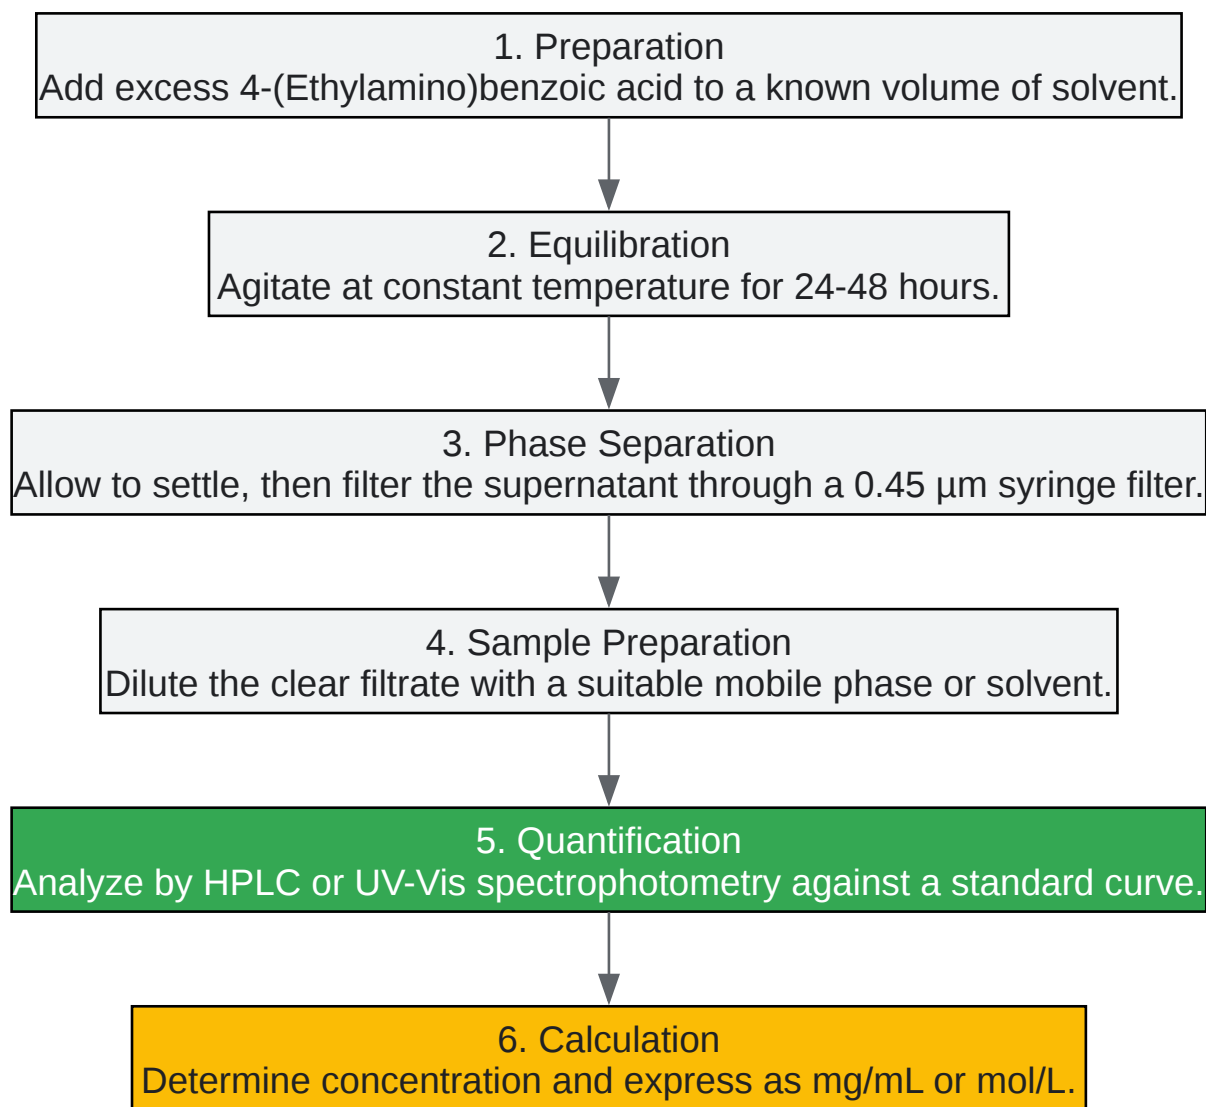 1. Preparation
Add excess 4-(Ethylamino)benzoic acid to a known volume of solvent.
2. Equilibration
Agitate at constant temperature for 24-48 hours.
3. Phase Separation
Allow to settle, then filter the supernatant through a 0.45 µm syringe filter.
4. Sample Preparation
Dilute the clear filtrate with a suitable mobile phase or solvent.
5. Quantification
Analyze by HPLC or UV-Vis spectrophotometry against a standard curve.
6. Calculation
Determine concentration and express as mg/mL or mol/L.